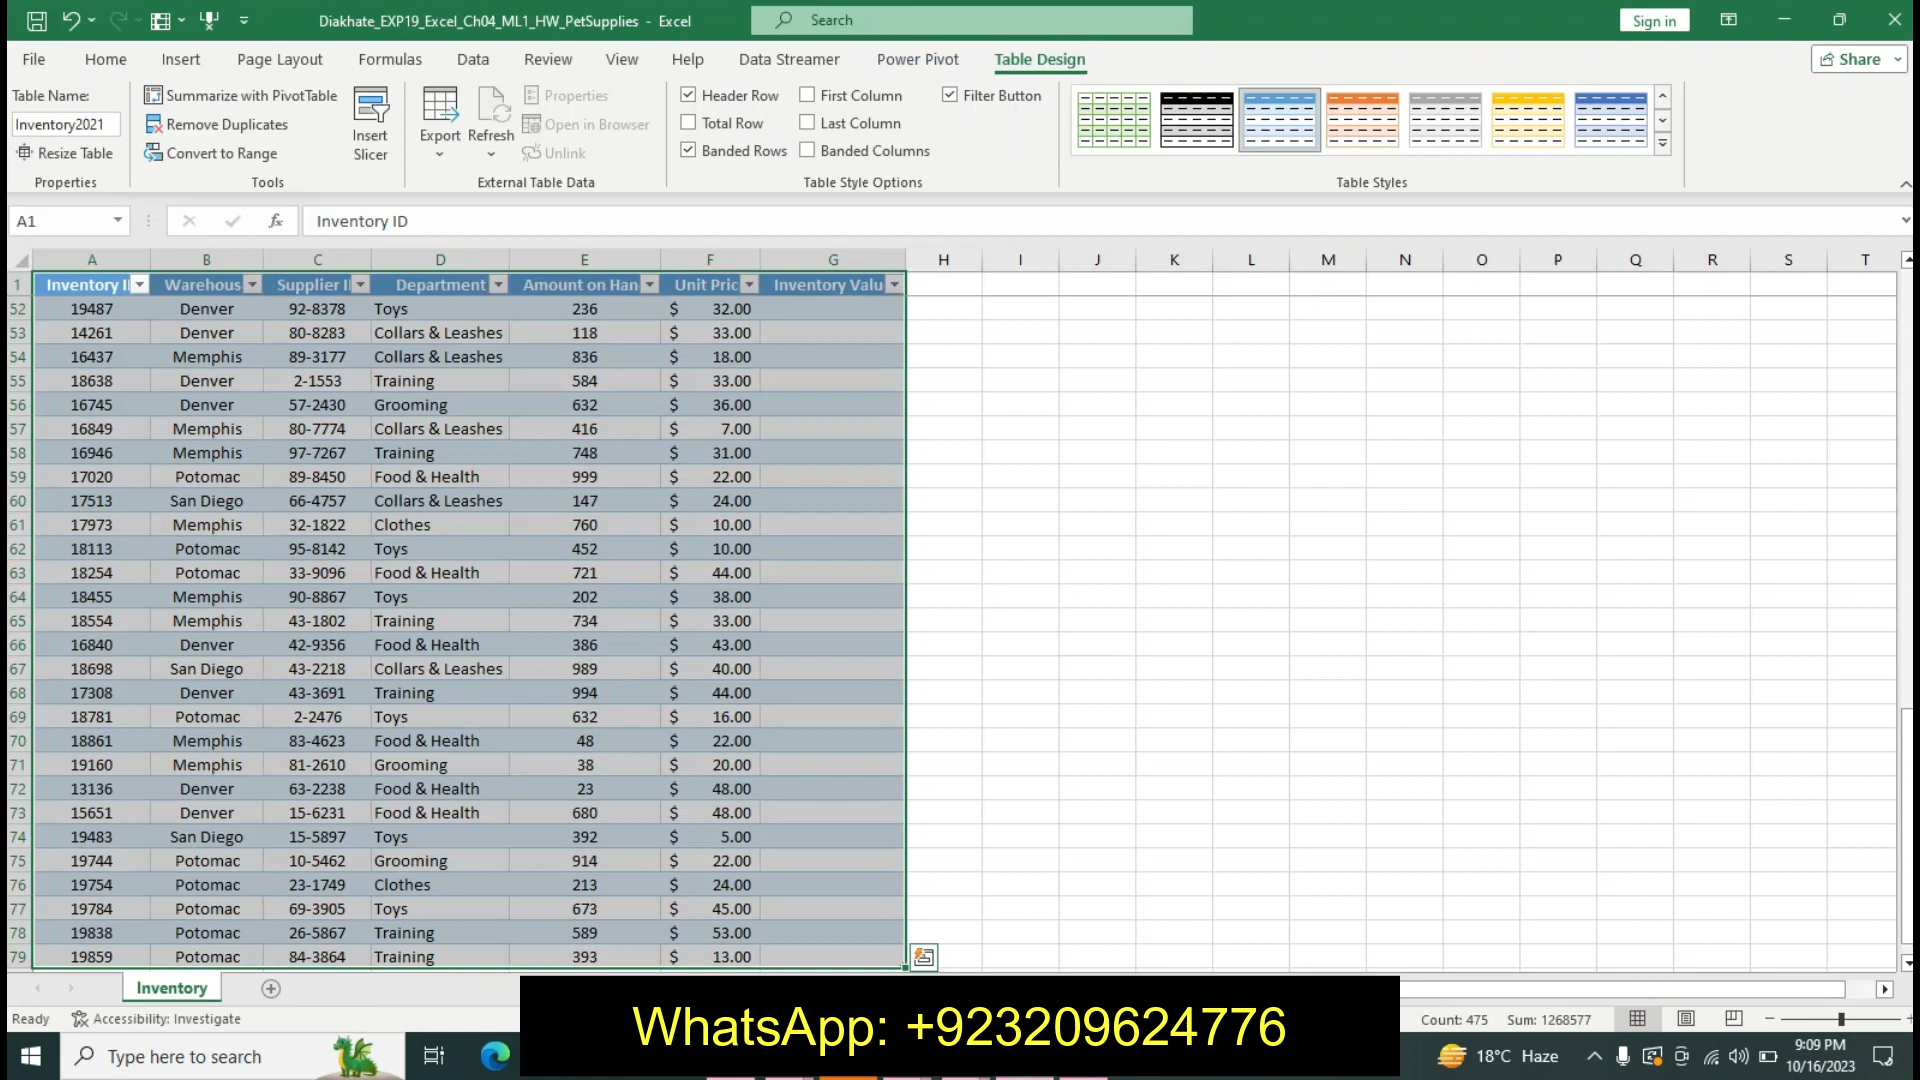 Diakhate_EXP19_Excel_Ch04_ML1_HW_PetSupplies - Excel
Search
Sign in
File Home Insert Page Layout Formulas Data Review View Help Data Streamer Power Pivot Table Design
Share
Table Name:
Inventory2021
Resize Table
Properties
Summarize with PivotTable
Remove Duplicates
Convert to Range
Tools
Insert Slicer
Export Refresh
Properties
Open in Browser
Unlink
External Table Data
Header Row First Column Filter Button
Total Row Last Column
Banded Rows Banded Columns
Table Style Options
Table Styles
A1 fx Inventory ID
A B C D E F G H I J K L M N O P Q R S T
1 Inventory I Warehous Supplier I Department Amount on Han Unit Pric Inventory Valu
52 19487 Denver 92-8378 Toys 236 $ 32.00
53 14261 Denver 80-8283 Collars & Leashes 118 $ 33.00
54 16437 Memphis 89-3177 Collars & Leashes 836 $ 18.00
55 18638 Denver 2-1553 Training 584 $ 33.00
56 16745 Denver 57-2430 Grooming 632 $ 36.00
57 16849 Memphis 80-7774 Collars & Leashes 416 $ 7.00
58 16946 Memphis 97-7267 Training 748 $ 31.00
59 17020 Potomac 89-8450 Food & Health 999 $ 22.00
60 17513 San Diego 66-4757 Collars & Leashes 147 $ 24.00
61 17973 Memphis 32-1822 Clothes 760 $ 10.00
62 18113 Potomac 95-8142 Toys 452 $ 10.00
63 18254 Potomac 33-9096 Food & Health 721 $ 44.00
64 18455 Memphis 90-8867 Toys 202 $ 38.00
65 18554 Memphis 43-1802 Training 734 $ 33.00
66 16840 Denver 42-9356 Food & Health 386 $ 43.00
67 18698 San Diego 43-2218 Collars & Leashes 989 $ 40.00
68 17308 Denver 43-3691 Training 994 $ 44.00
69 18781 Potomac 2-2476 Toys 632 $ 16.00
70 18861 Memphis 83-4623 Food & Health 48 $ 22.00
71 19160 Memphis 81-2610 Grooming 38 $ 20.00
72 13136 Denver 63-2238 Food & Health 23 $ 48.00
73 15651 Denver 15-6231 Food & Health 680 $ 48.00
74 19483 San Diego 15-5897 Toys 392 $ 5.00
75 19744 Potomac 10-5462 Grooming 914 $ 22.00
76 19754 Potomac 23-1749 Clothes 213 $ 24.00
77 19784 Potomac 69-3905 Toys 673 $ 45.00
78 19838 Potomac 26-5867 Training 589 $ 53.00
79 19859 Potomac 84-3864 Training 393 $ 13.00
Inventory
Ready Accessibility: Investigate
Count: 475 Sum: 1268577
WhatsApp: +923209624776
Type here to search
18°C Haze
9:09 PM
10/16/2023